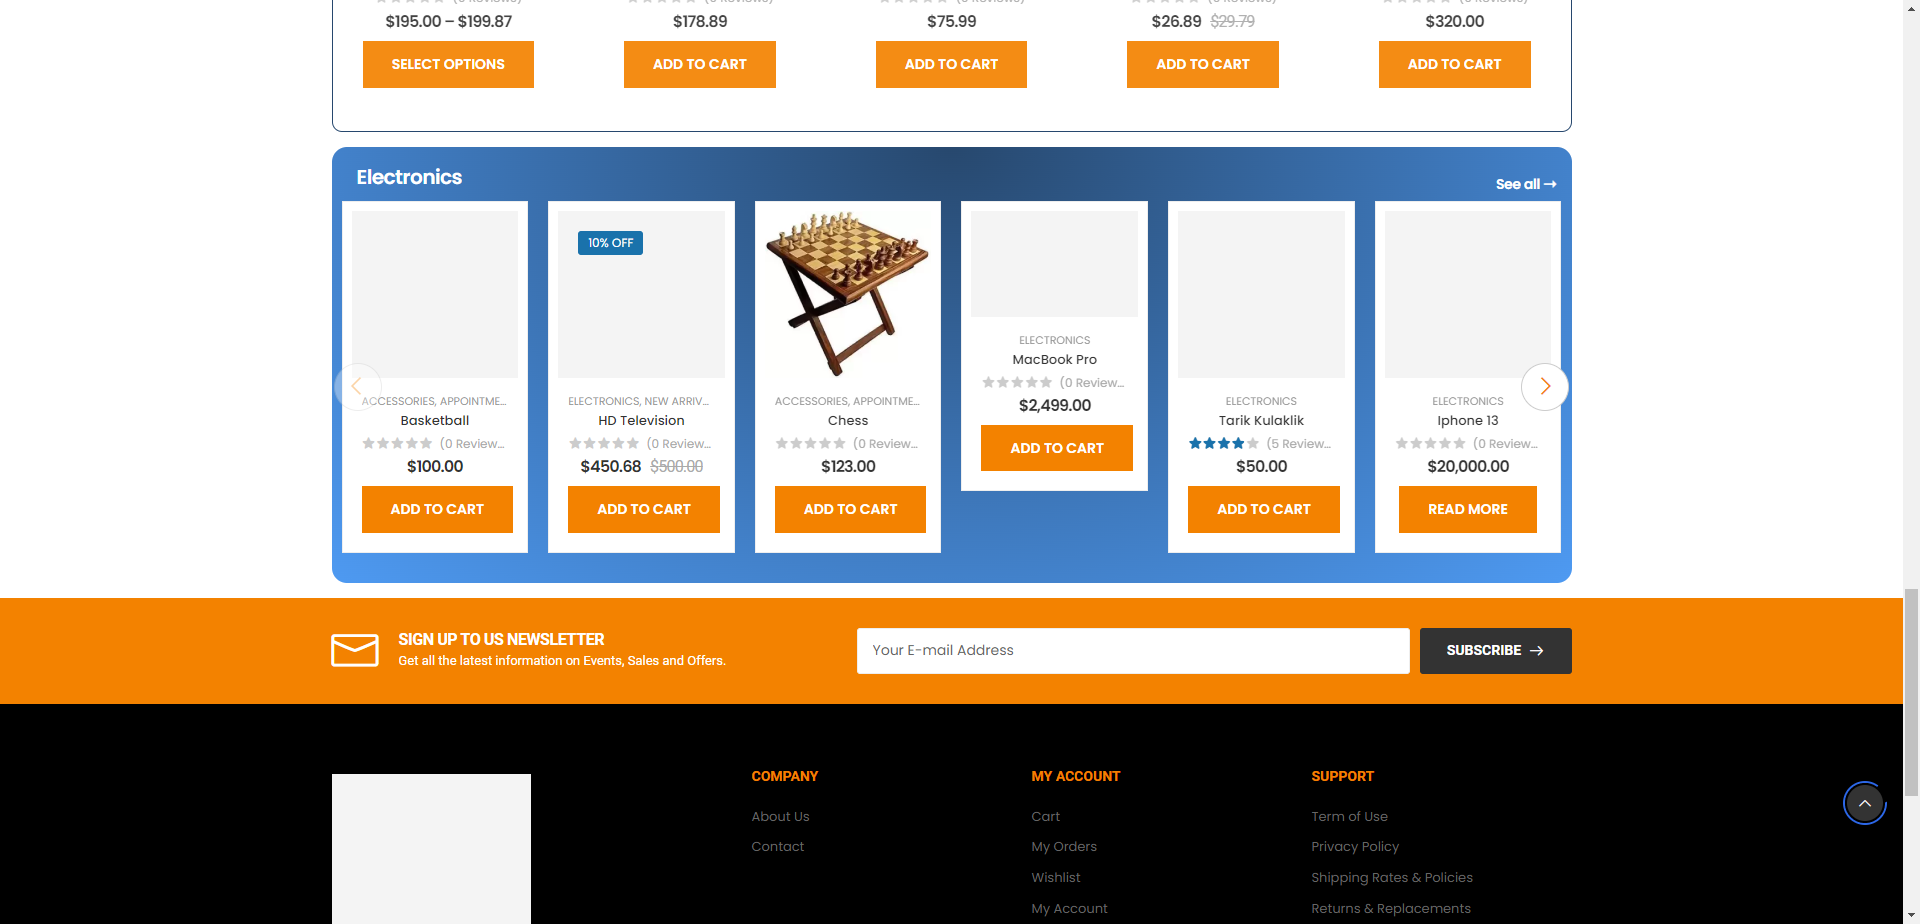 $195.00 – $199.87
$178.89
$75.99
$26.89 $29.79
$320.00
SELECT OPTIONS
ADD TO CART
ADD TO CART
ADD TO CART
ADD TO CART
Electronics
See all
10% OFF
ACCESSORIES, APPOINTME...
Basketball
(0 Review...
$100.00
ADD TO CART
ELECTRONICS, NEW ARRIV...
HD Television
(0 Review...
$450.68 $500.00
ADD TO CART
ACCESSORIES, APPOINTME...
Chess
(0 Review...
$123.00
ADD TO CART
ELECTRONICS
MacBook Pro
(0 Review...
$2,499.00
ADD TO CART
ELECTRONICS
Tarik Kulaklik
(5 Review...
$50.00
ADD TO CART
ELECTRONICS
Iphone 13
(0 Review...
$20,000.00
READ MORE
SIGN UP TO US NEWSLETTER
Get all the latest information on Events, Sales and Offers.
Your E-mail Address
SUBSCRIBE
COMPANY
About Us
Contact
MY ACCOUNT
Cart
My Orders
Wishlist
My Account
SUPPORT
Term of Use
Privacy Policy
Shipping Rates & Policies
Returns & Replacements